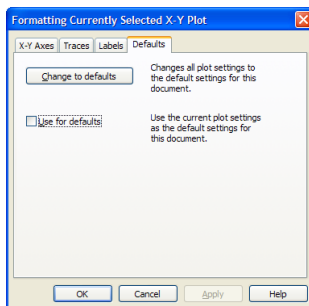 Formatting Currently Selected X-Y Plot
X-Y Axes Traces Labels Defaults
Change to defaults
Changes all plot settings to
the default settings for this
document.
Use for defaults
Use the current plot settings
as the default settings for
this document.
OK Cancel Apply Help